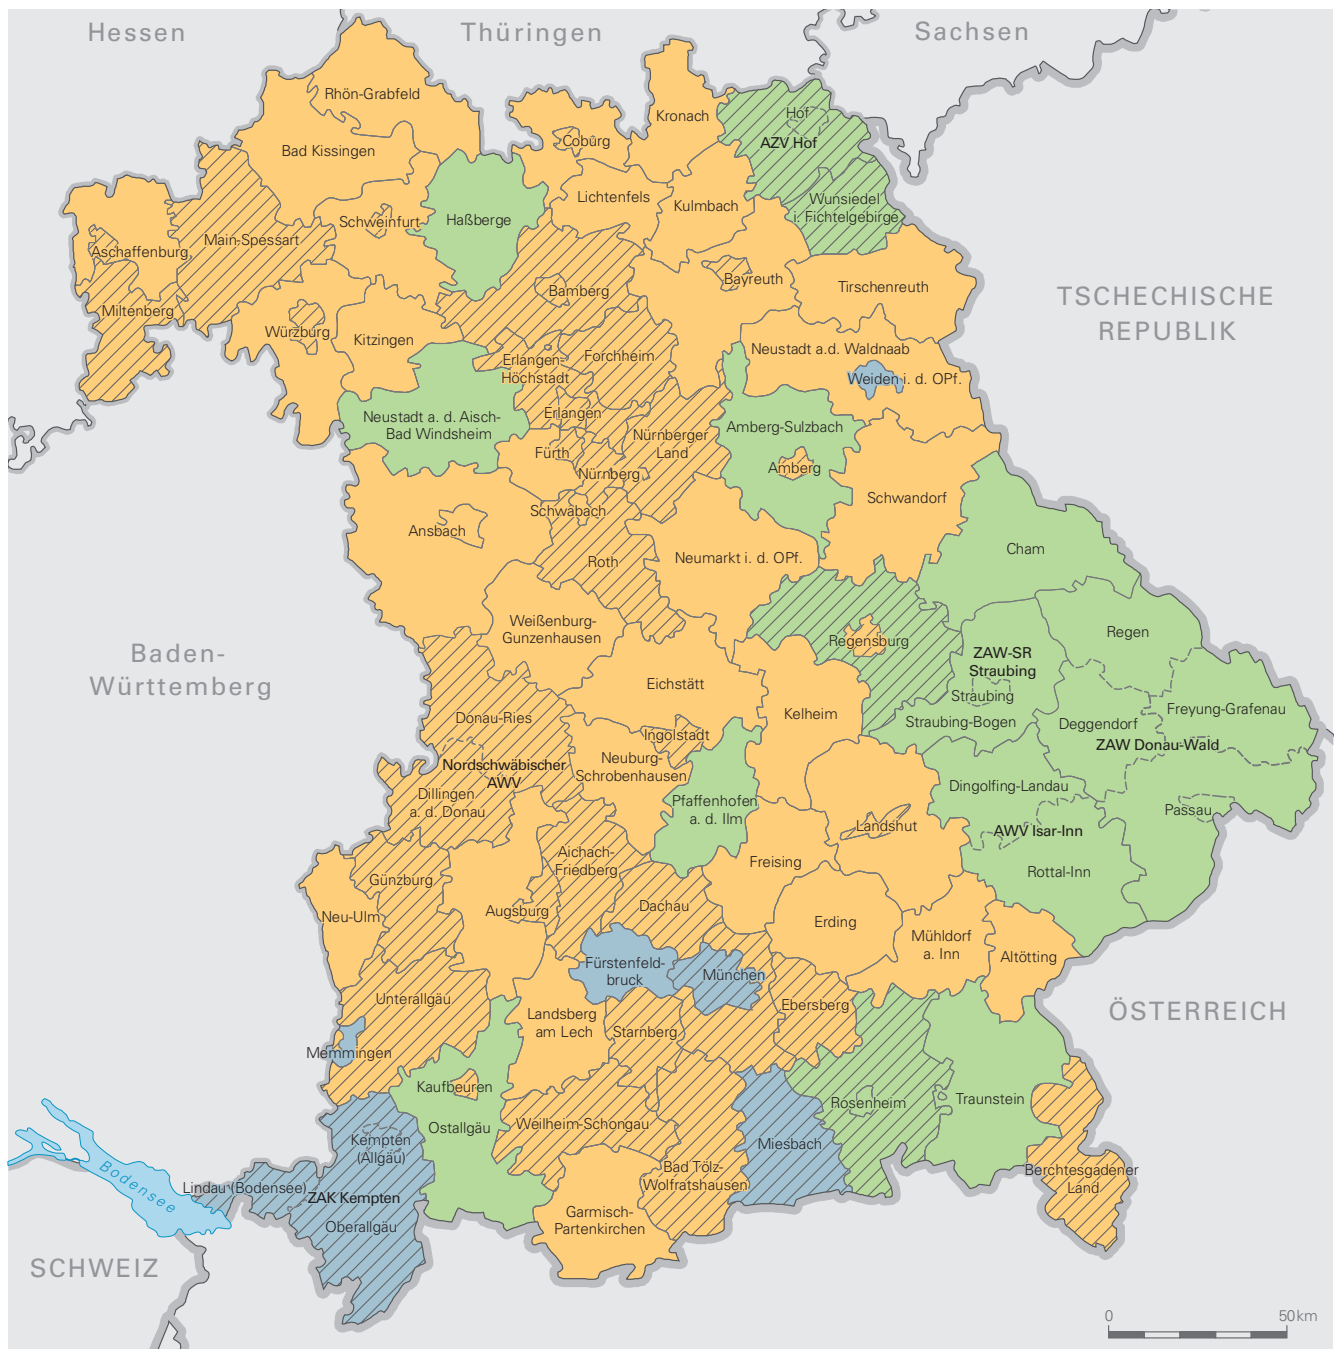 Hessen
Thüringen
Sachsen
Rhön-Grabfeld
Kronach
Hof
AZV Hof
Coburg
Bad Kissingen
Lichtenfels
Kulmbach
Wunsiedel
i. Fichtelgebirge
Haßberge
Schweinfurt
Main-Spessart
Aschaffenburg
Bayreuth
Tirschenreuth
Bamberg
TSCHECHISCHE
REPUBLIK
Miltenberg
Würzburg
Kitzingen
Forchheim
Neustadt a.d. Waldnaab
Erlangen-
Höchstadt
Weiden i. d. OPf.
Neustadt a. d. Aisch-
Bad Windsheim
Erlangen
Nürnberger
Land
Amberg-Sulzbach
Fürth
Nürnberg
Amberg
Schwandorf
Schwabach
Ansbach
Cham
Roth
Neumarkt i. d. OPf.
Weißenburg-
Gunzenhausen
Regensburg
Regen
Baden-
Württemberg
ZAW-SR
Straubing
Eichstätt
Straubing
Kelheim
Freyung-Grafenau
Donau-Ries
Straubing-Bogen
Deggendorf
Ingolstadt
ZAW Donau-Wald
Nordschwäbischer
AWV
Neuburg-
Schrobenhausen
Dingolfing-Landau
Dillingen
a. d. Donau
Pfaffenhofen
a. d. Ilm
Passau
Landshut
AWV Isar-Inn
Aichach-
Friedberg
Freising
Rottal-Inn
Günzburg
Dachau
Neu-Ulm
Augsburg
Erding
Mühldorf
a. Inn
Altötting
Fürstenfeld-
bruck
München
Unterallgäu
Ebersberg
Landsberg
am Lech
Starnberg
ÖSTERREICH
Memmingen
Kaufbeuren
Rosenheim
Traunstein
Ostallgäu
Weilheim-Schongau
Kempten
(Allgäu)
Miesbach
Bad Tölz-
Wolfratshausen
Berchtesgadener
Land
Bodensee
Lindau (Bodensee)
ZAK Kempten
Oberallgäu
Garmisch-
Partenkirchen
SCHWEIZ
0
50 km